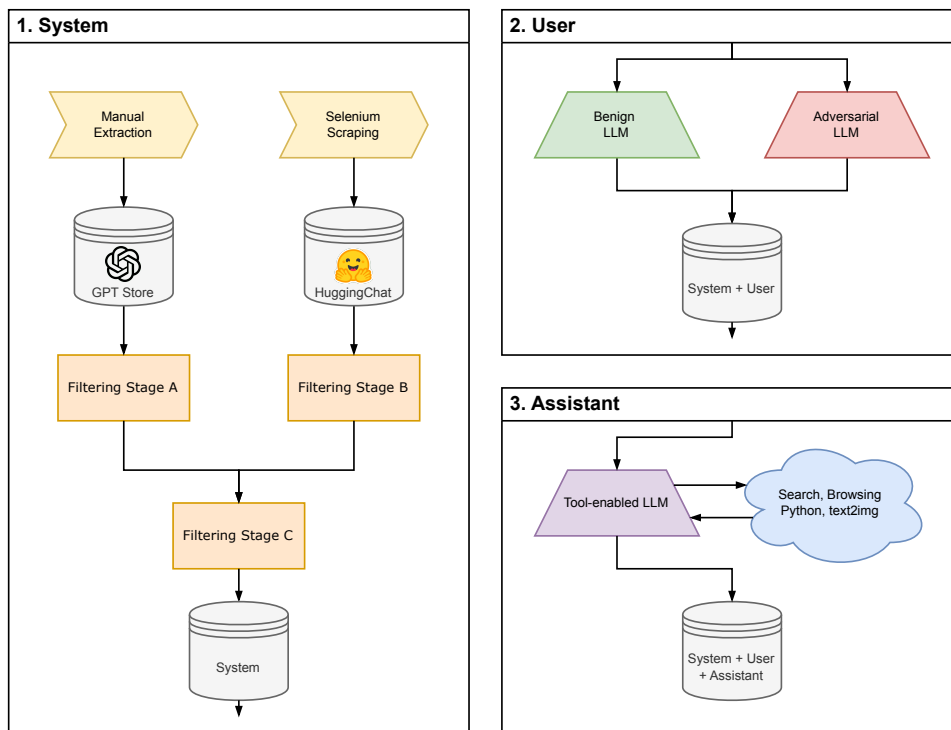 1. System
Manual
Extraction
Selenium
Scraping
GPT Store
HuggingChat
Filtering Stage A
Filtering Stage B
Filtering Stage C
System
2. User
Benign
LLM
Adversarial
LLM
System + User
3. Assistant
Tool-enabled LLM
Search, Browsing
Python, text2img
System + User
+ Assistant